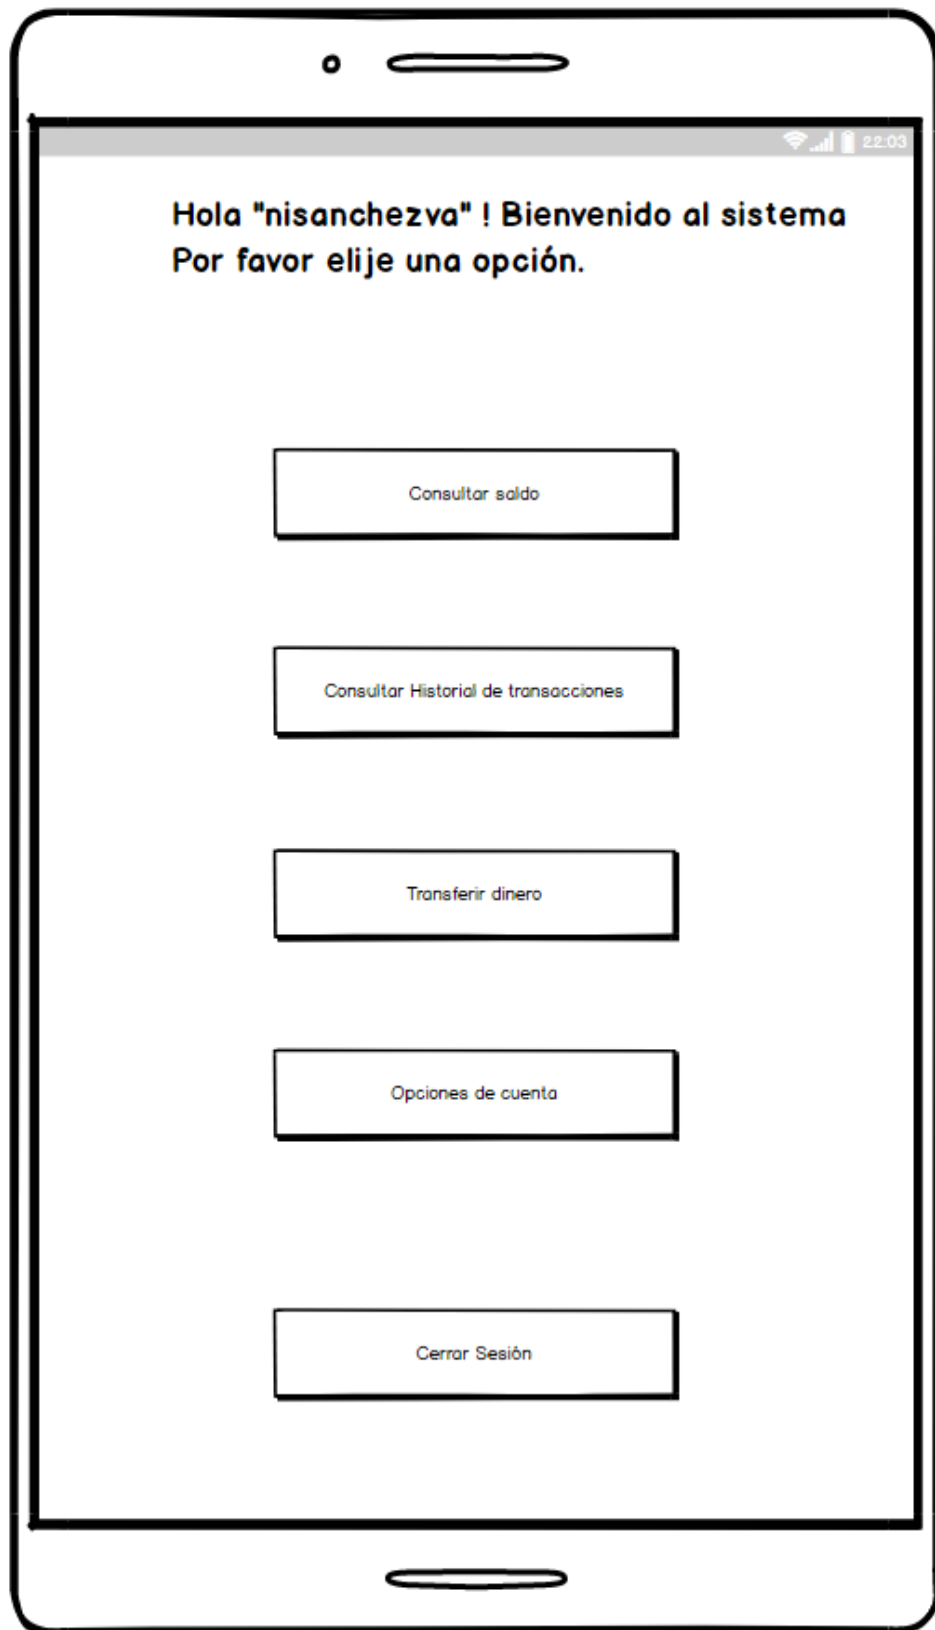 22:03
Hola "nisanchezva" ! Bienvenido al sistema
Por favor elije una opción.
Consultar saldo
Consultar Historial de transacciones
Transferir dinero
Opciones de cuenta
Cerrar Sesión